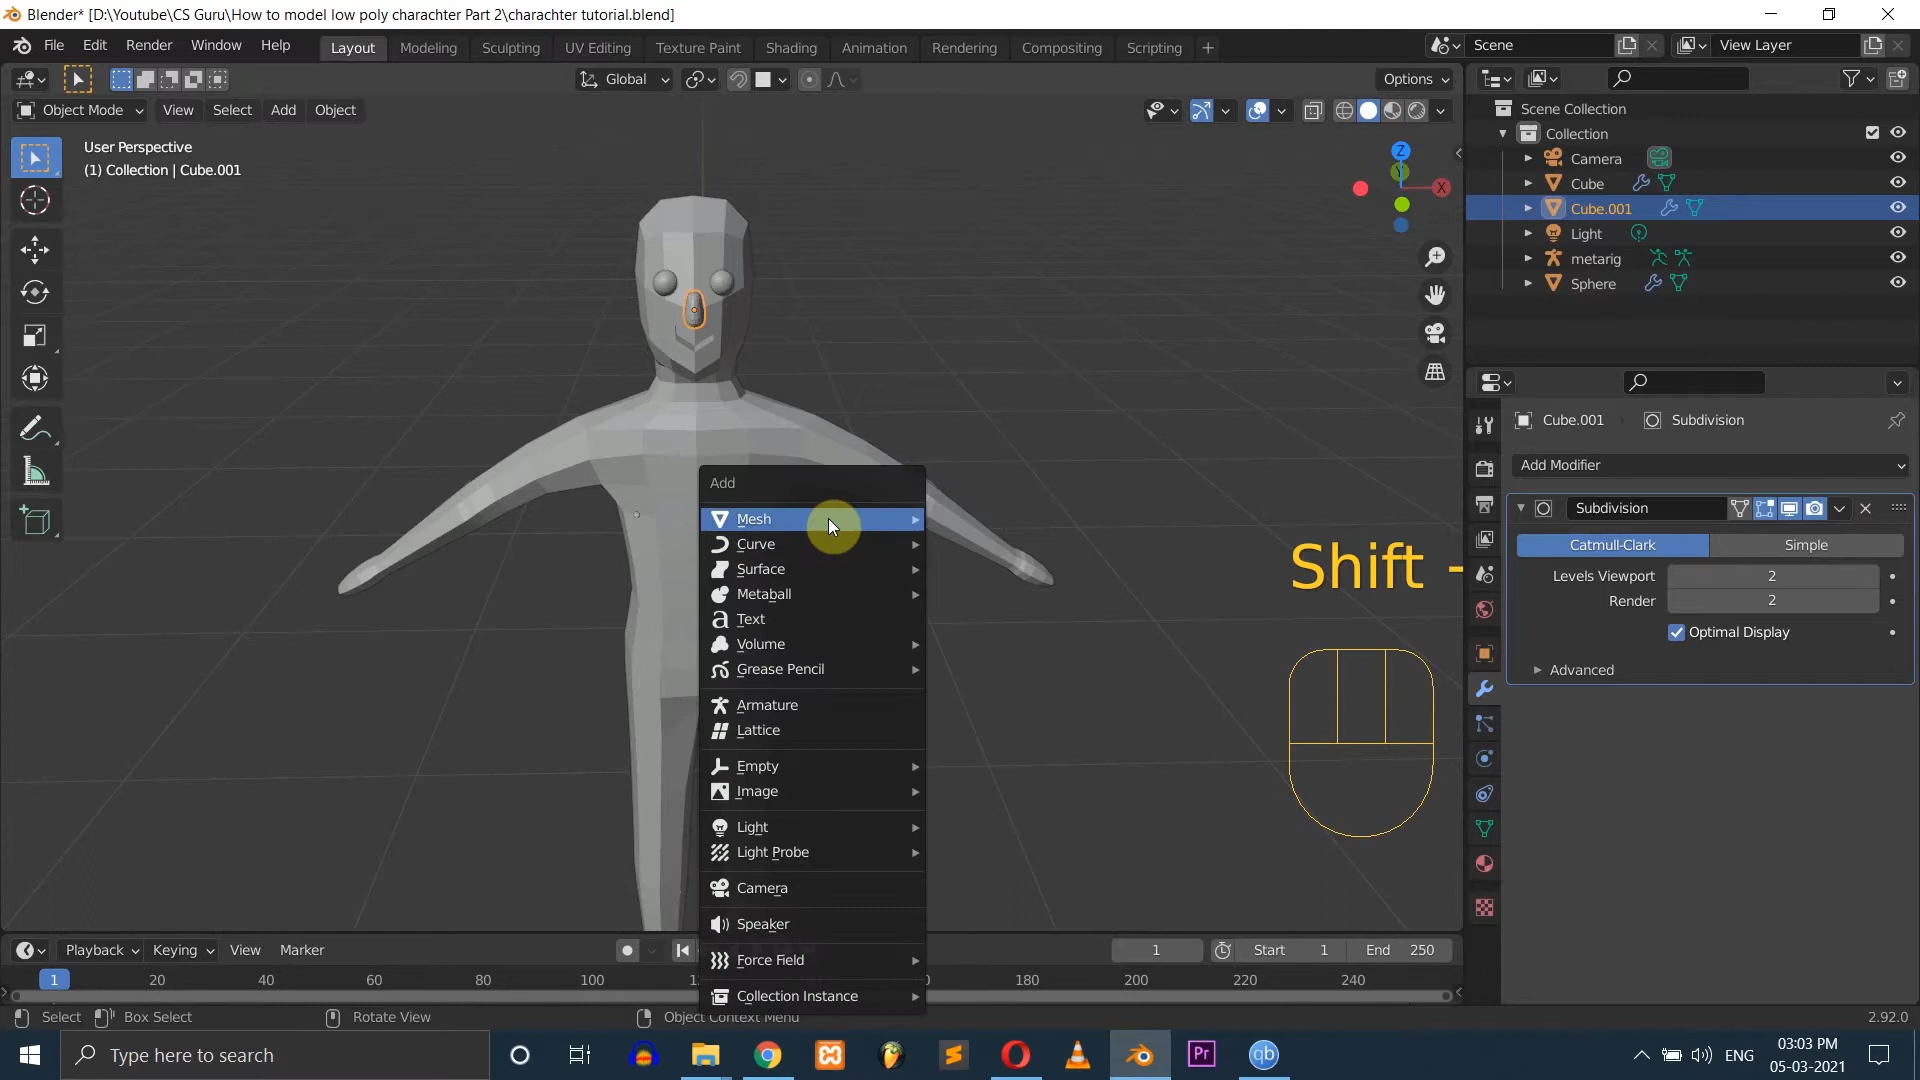 Blender* [D:\Youtube\CS Guru\How to model low poly charachter Part 2\charachter tutorial.blend]
File Edit Render Window Help Layout Modeling Sculpting UV Editing Texture Paint Shading Animation Rendering Compositing Scripting + Scene View Layer
Global Options
Object Mode View Select Add Object
User Perspective
(1) Collection | Cube.001
Z
Y
X
Scene Collection
Collection
Camera
Cube
Cube.001
Light
metarig
Sphere
Cube.001 Subdivision
Add Modifier
Subdivision
Catmull-Clark Simple
Levels Viewport 2
Render 2
Optimal Display
Advanced
Add
Mesh
Curve
Surface
Metaball
Text
Volume
Grease Pencil
Armature
Lattice
Empty
Image
Light
Light Probe
Camera
Speaker
Force Field
Collection Instance
Shift -
Playback Keying View Marker 1 Start 1 End 250
1 20 40 60 80 100 180 200 220 240
Select Box Select Rotate View Object Context Menu 2.92.0
Type here to search
Pr
qb
ENG
03:03 PM
05-03-2021